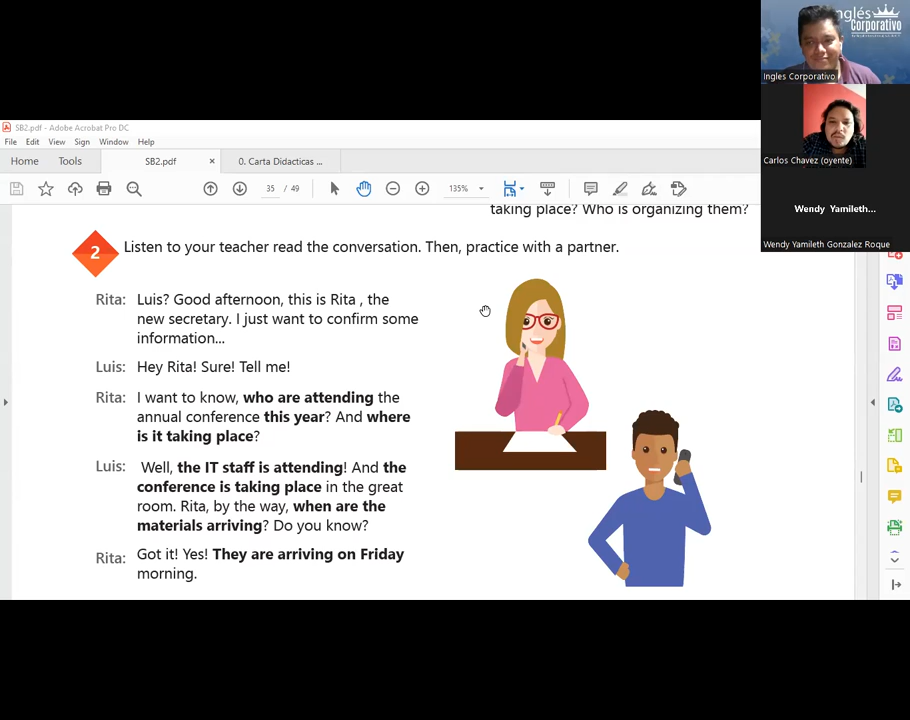 Inglés
Corporativo
Ingles Corporativo
SB2.pdf - Adobe Acrobat Pro DC
File Edit View Sign Window Help
Home Tools SB2.pdf × 0. Carta Didacticas ...
35 / 49 135%
Carlos Chavez (oyente)
Wendy Yamileth...
Wendy Yamileth Gonzalez Roque
taking place? Who is organizing them?
2 Listen to your teacher read the conversation. Then, practice with a partner.
Rita: Luis? Good afternoon, this is Rita , the
new secretary. I just want to confirm some
information...
Luis: Hey Rita! Sure! Tell me!
Rita: I want to know, who are attending the
annual conference this year? And where
is it taking place?
Luis: Well, the IT staff is attending! And the
conference is taking place in the great
room. Rita, by the way, when are the
materials arriving? Do you know?
Rita: Got it! Yes! They are arriving on Friday
morning.